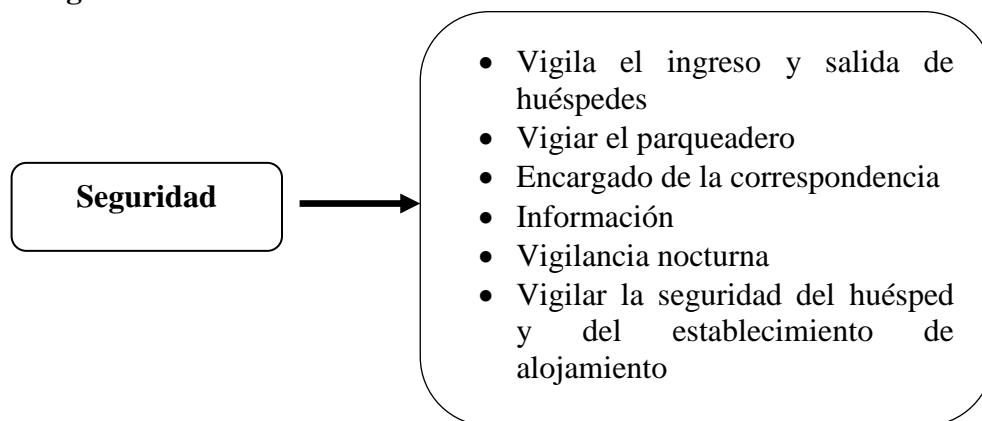 Seguridad
• Vigila el ingreso y salida de
huéspedes
• Vigiar el parqueadero
• Encargado de la correspondencia
• Información
• Vigilancia nocturna
• Vigilar la seguridad del huésped
y del establecimiento de
alojamiento